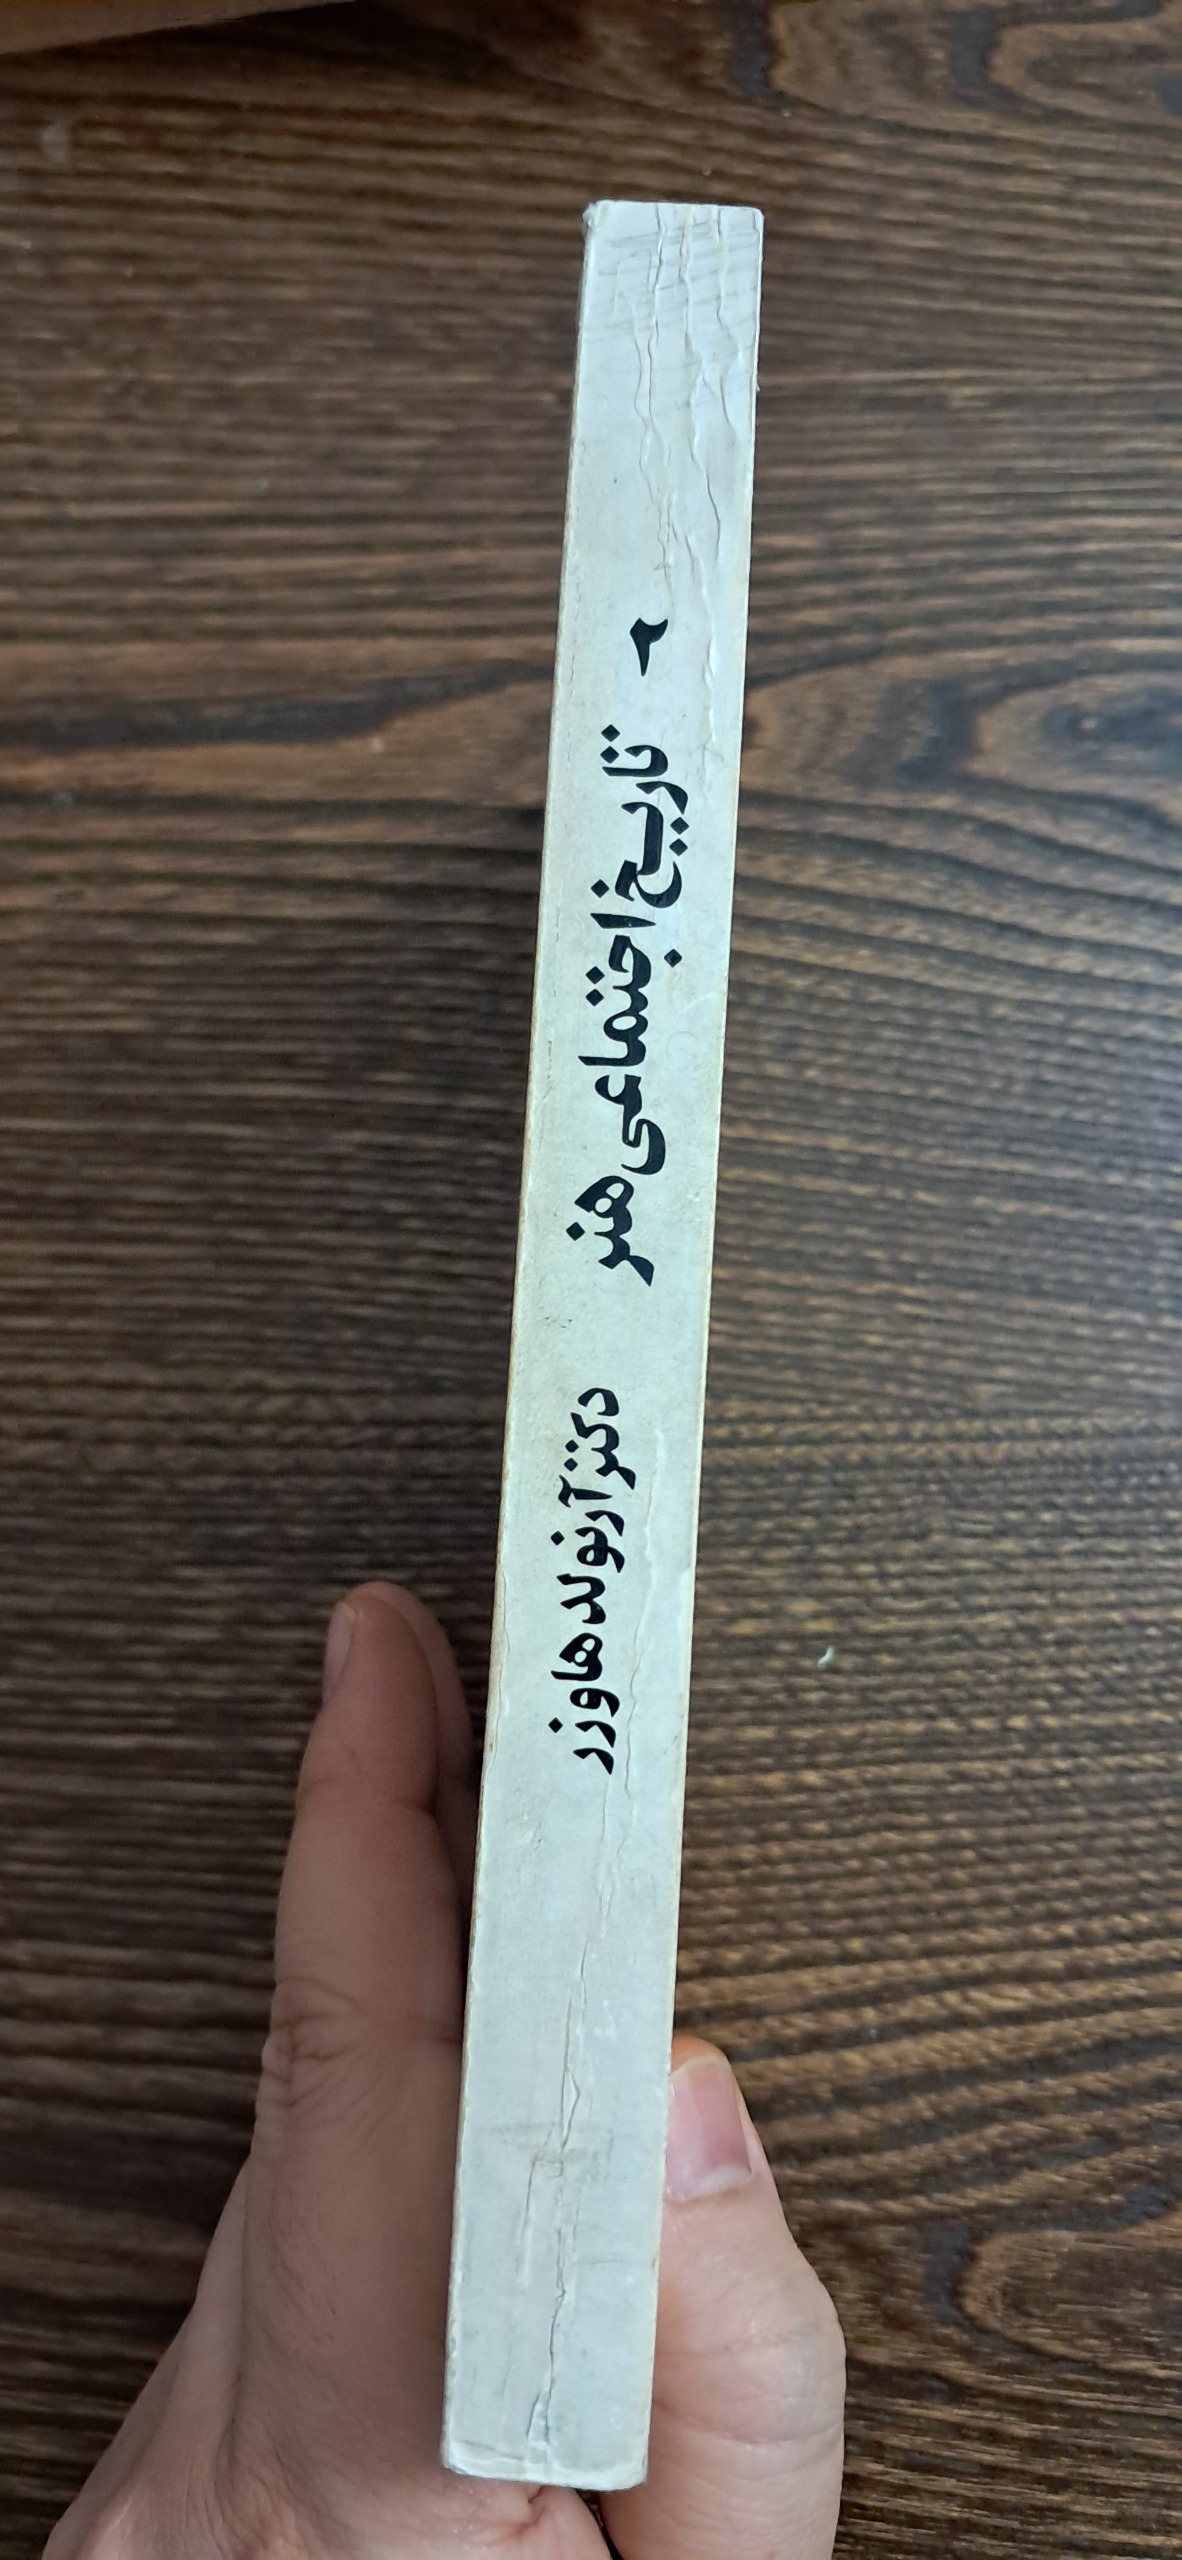 ۲ تاریخ اجتماعی هنر دکتر آرنولد هاوزر